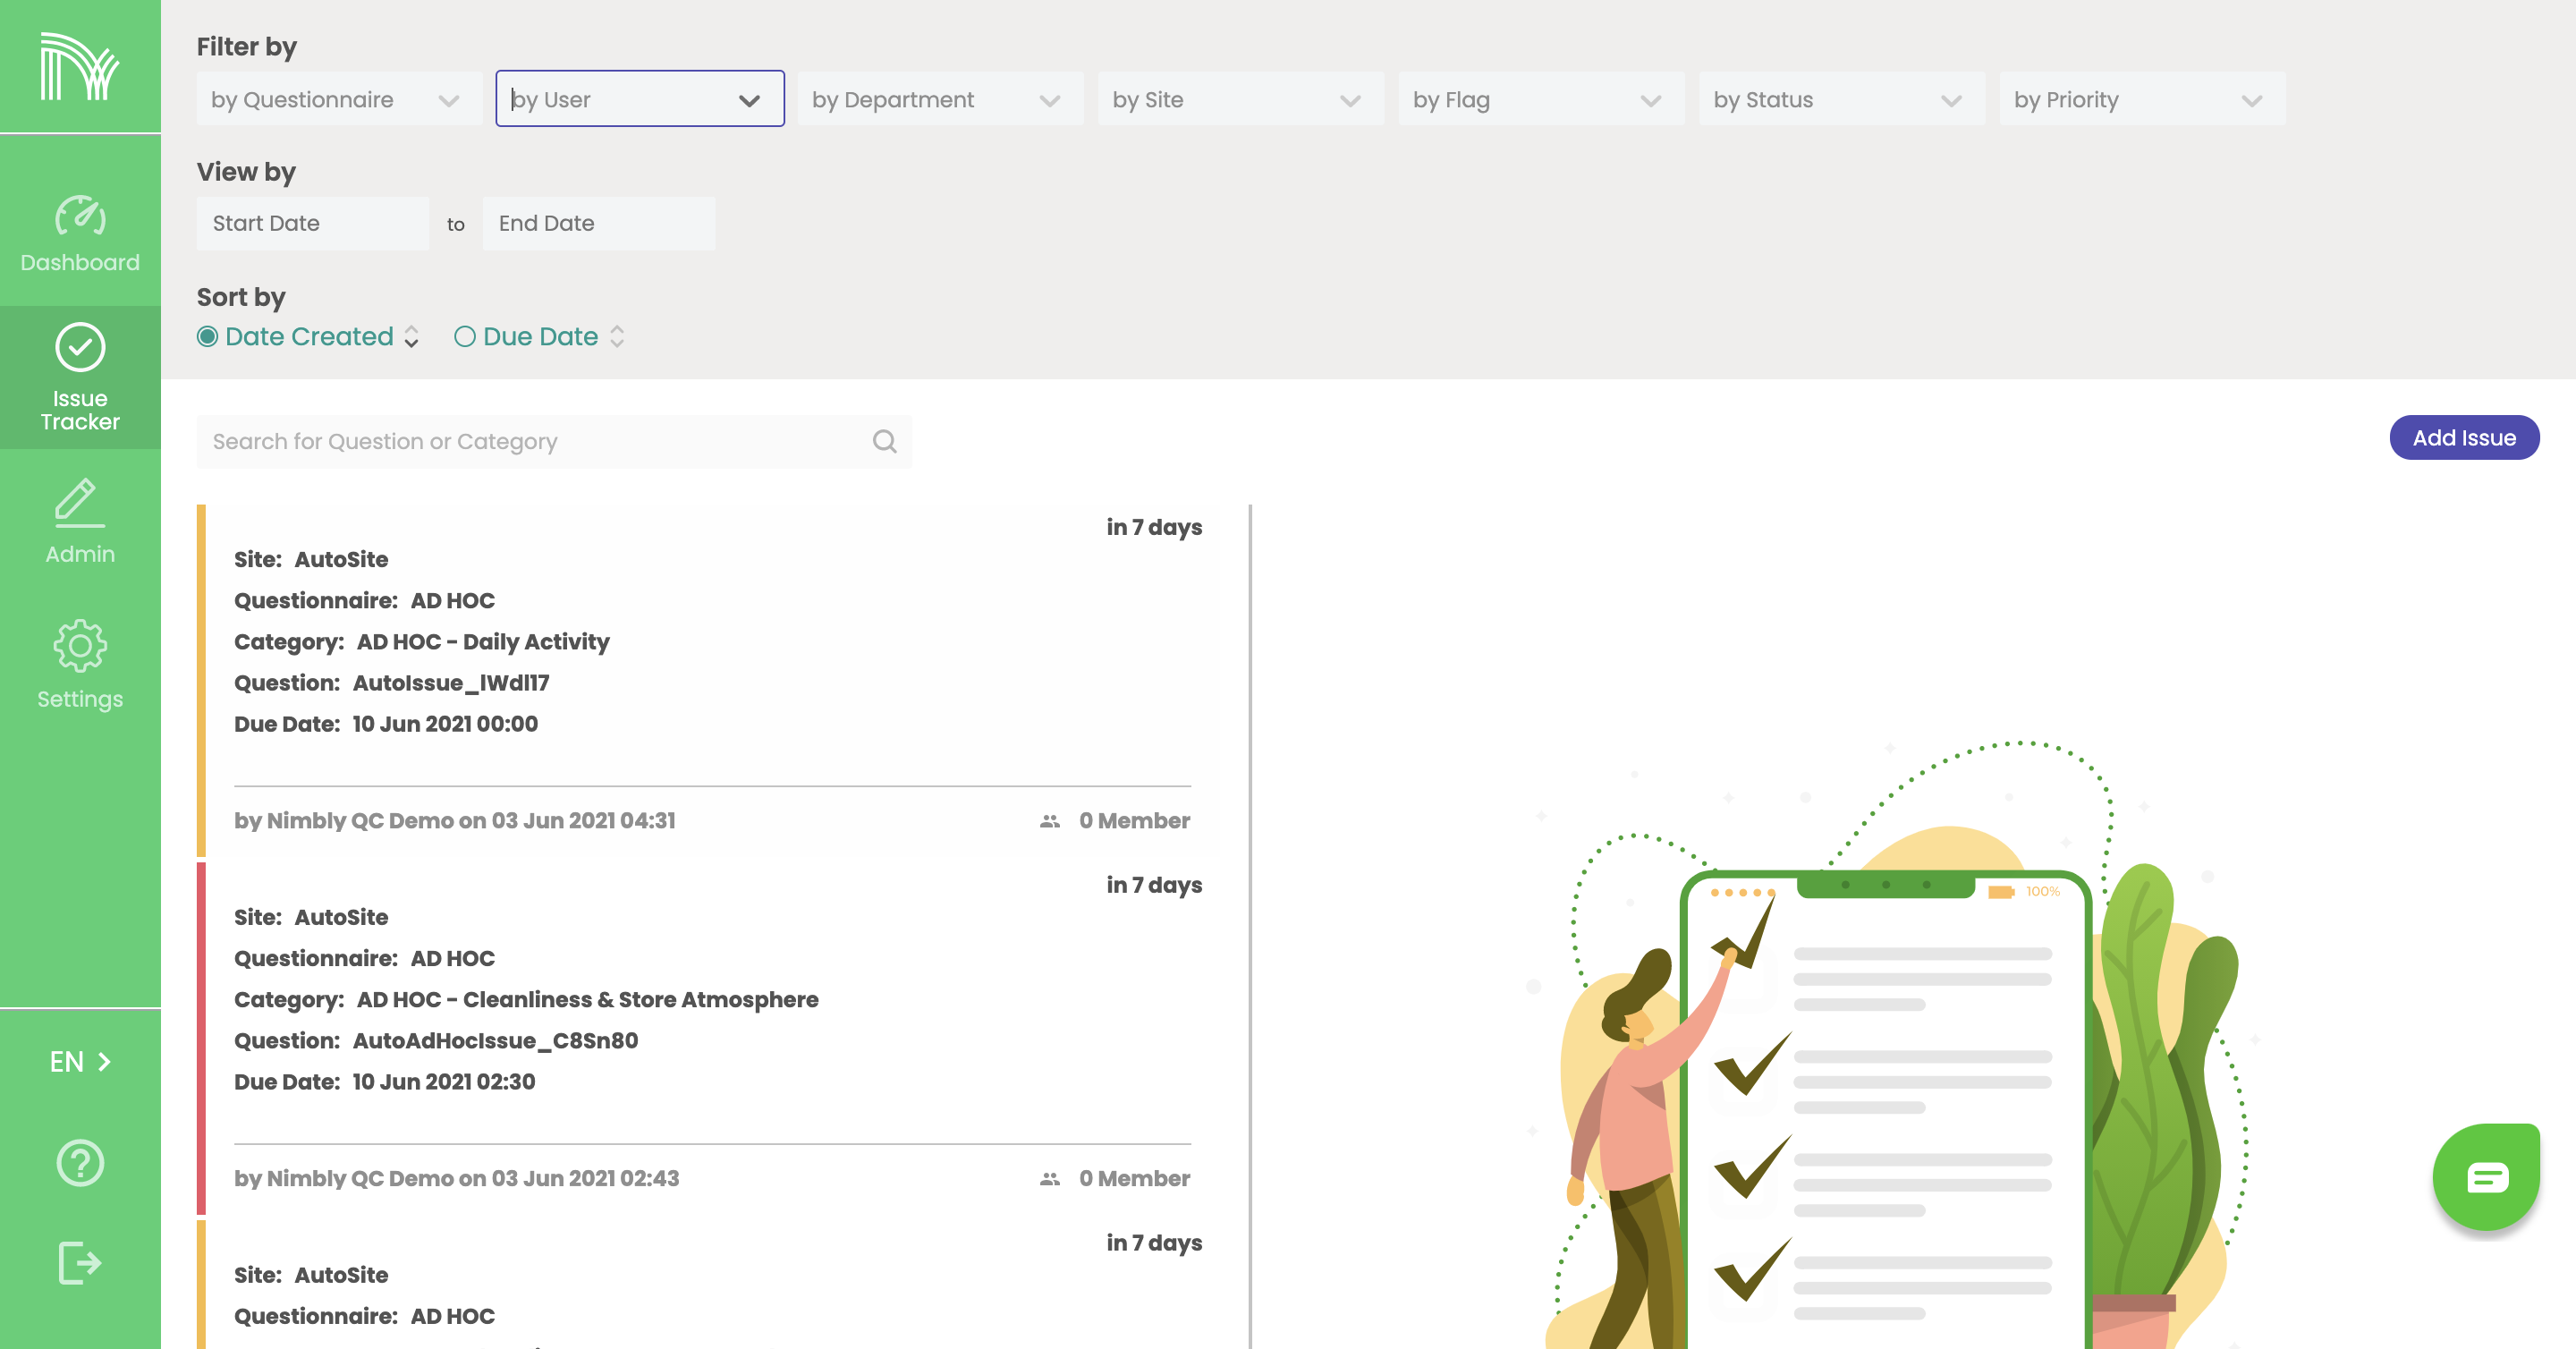 Filter by
by Questionnaire
by User
by Department
by Site
by Flag
by Status
by Priority
View by
Start Date
to
End Date
Sort by
Date Created
Due Date
Dashboard
Issue
Tracker
Admin
Settings
EN
Search for Question or Category
Add Issue
in 7 days
Site: AutoSite
Questionnaire: AD HOC
Category: AD HOC - Daily Activity
Question: AutoIssue_lWdl17
Due Date: 10 Jun 2021 00:00
by Nimbly QC Demo on 03 Jun 2021 04:31
0 Member
in 7 days
Site: AutoSite
Questionnaire: AD HOC
Category: AD HOC - Cleanliness & Store Atmosphere
Question: AutoAdHocIssue_C8Sn80
Due Date: 10 Jun 2021 02:30
by Nimbly QC Demo on 03 Jun 2021 02:43
0 Member
in 7 days
Site: AutoSite
Questionnaire: AD HOC
100%